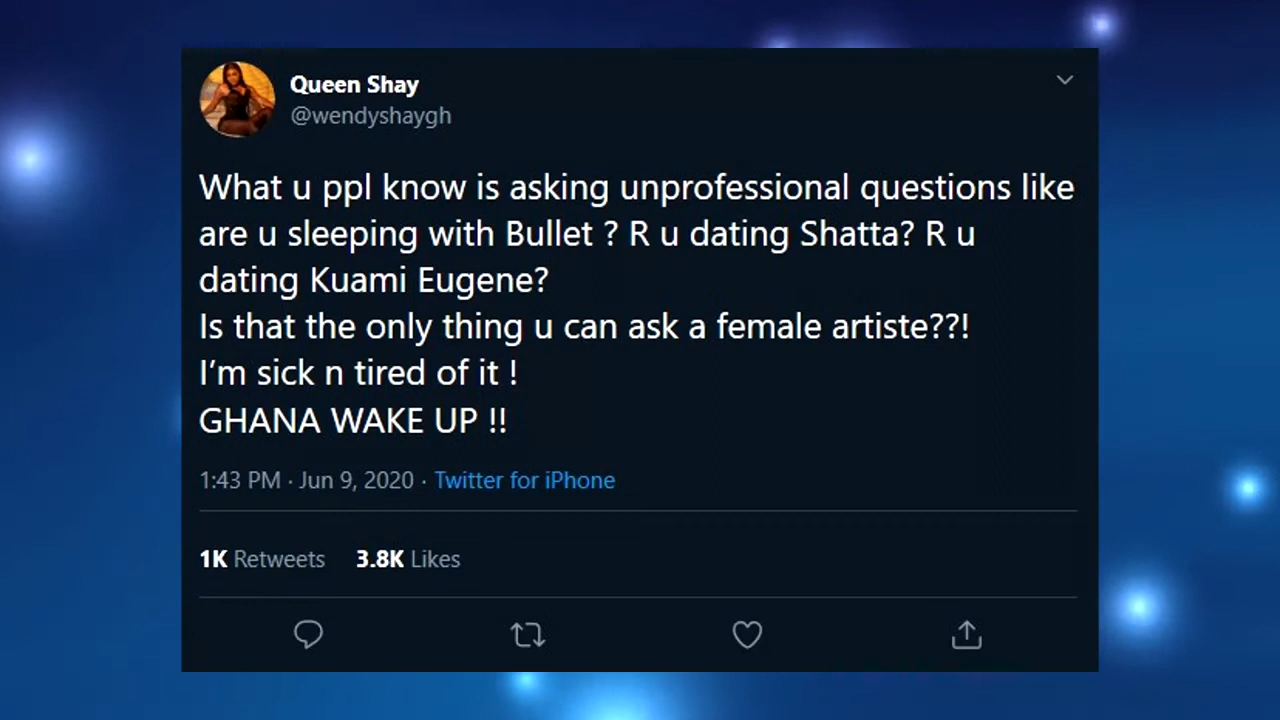 Queen Shay
@wendyshaygh
What u ppl know is asking unprofessional questions like
are u sleeping with Bullet ? R u dating Shatta? R u
dating Kuami Eugene?
Is that the only thing u can ask a female artiste??!
I’m sick n tired of it !
GHANA WAKE UP !!
1:43 PM · Jun 9, 2020 · Twitter for iPhone
1K Retweets 3.8K Likes